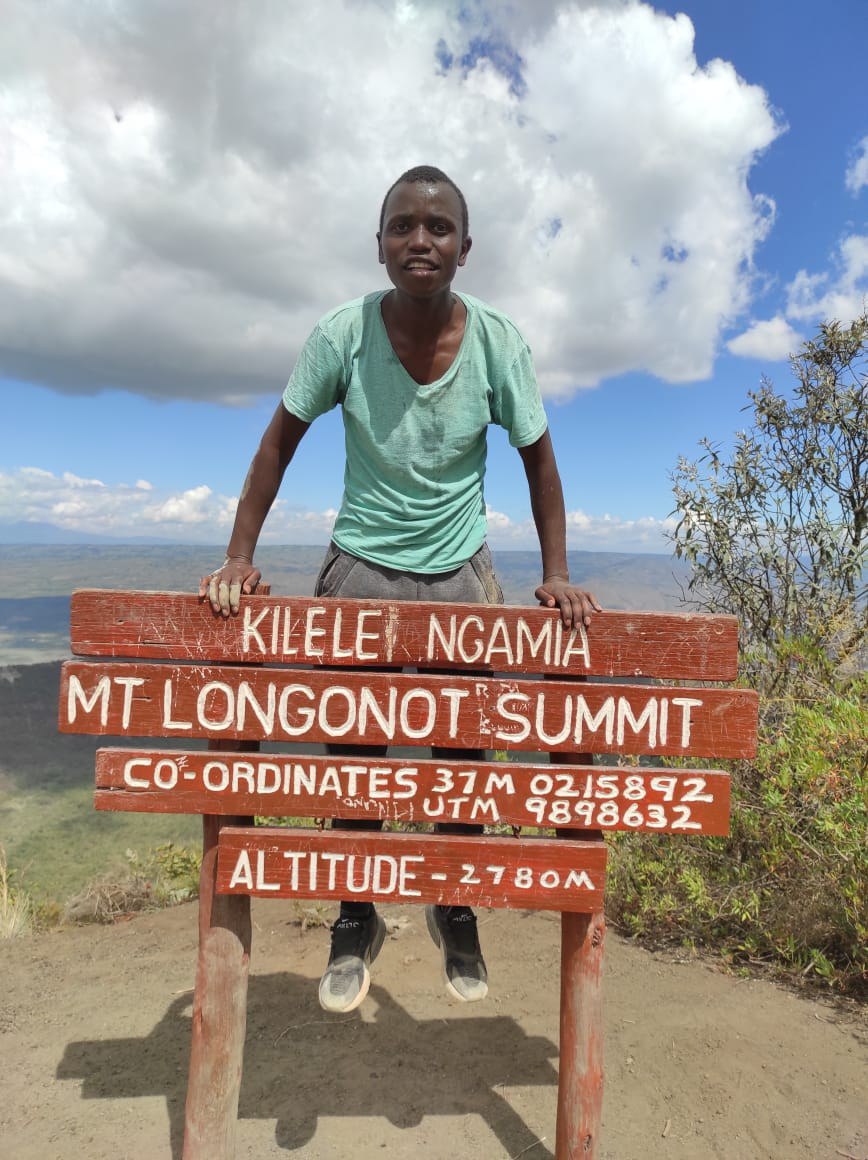 KILELE NGAMIA
MT LONGONOT SUMMIT
CO-ORDINATES 37M 0215892
UTM 9898632
ALTITUDE - 2780M